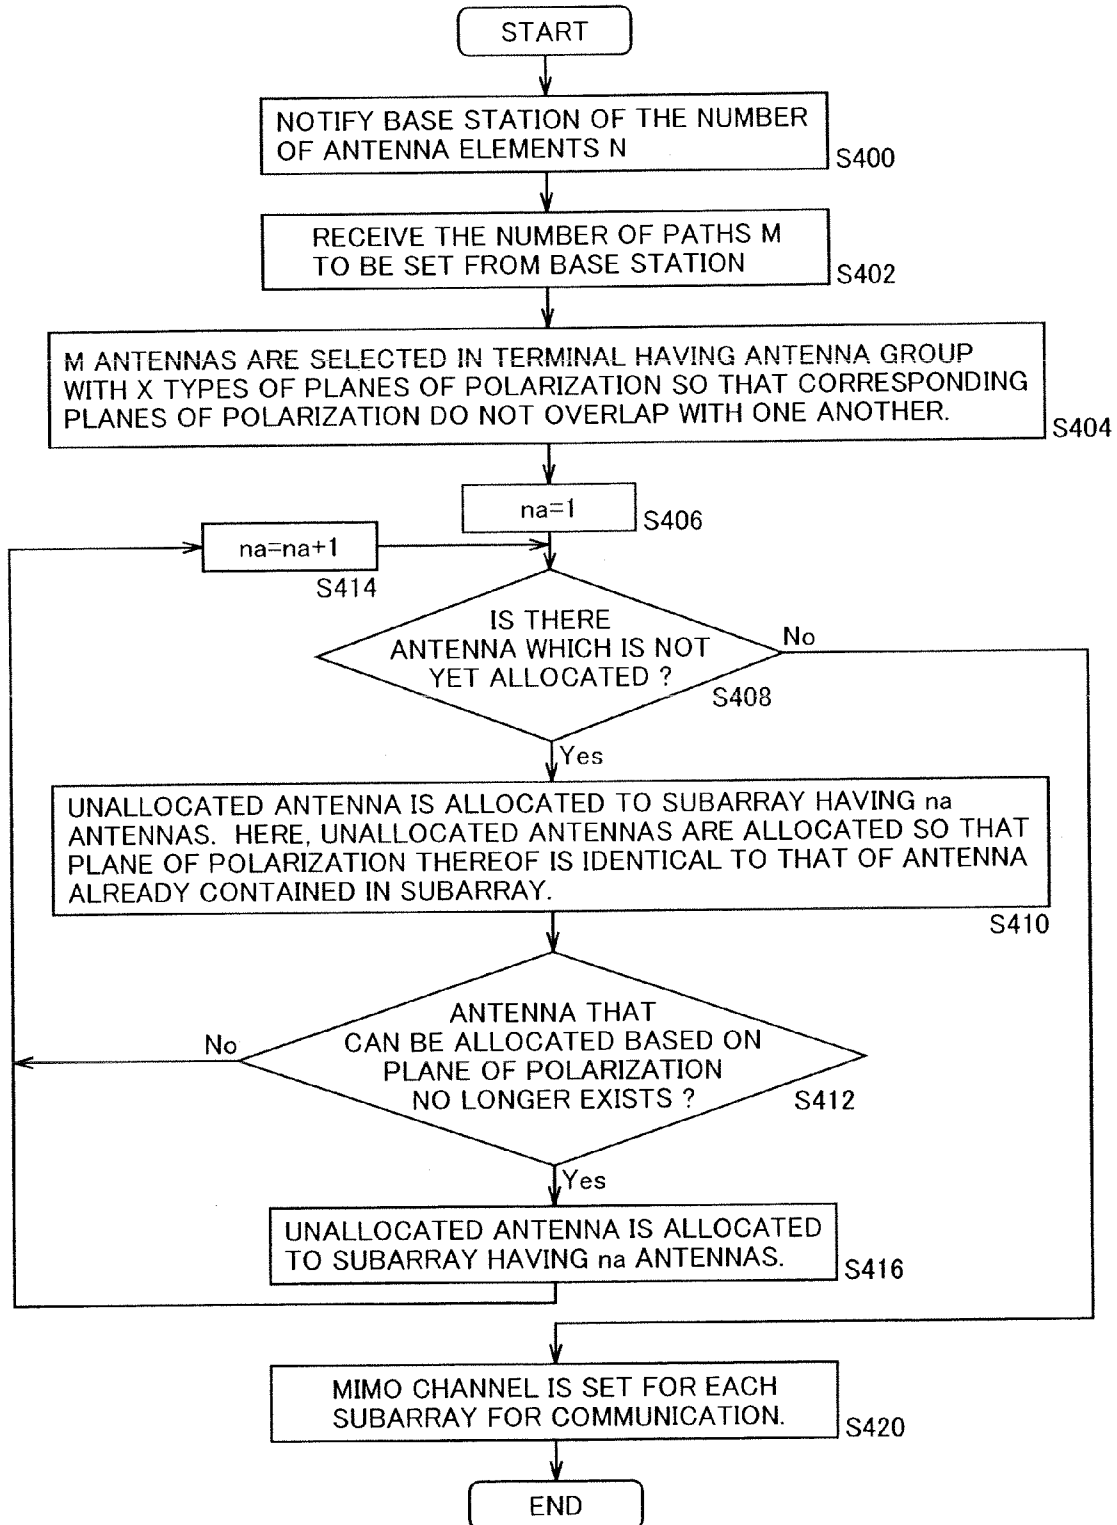 START
NOTIFY BASE STATION OF THE NUMBER
OF ANTENNA ELEMENTS N
S400
RECEIVE THE NUMBER OF PATHS M
TO BE SET FROM BASE STATION
S402
M ANTENNAS ARE SELECTED IN TERMINAL HAVING ANTENNA GROUP
WITH X TYPES OF PLANES OF POLARIZATION SO THAT CORRESPONDING
PLANES OF POLARIZATION DO NOT OVERLAP WITH ONE ANOTHER.
S404
na=1
S406
na=na+1
S414
IS THERE
ANTENNA WHICH IS NOT
YET ALLOCATED ?
S408
No
Yes
UNALLOCATED ANTENNA IS ALLOCATED TO SUBARRAY HAVING na
ANTENNAS. HERE, UNALLOCATED ANTENNAS ARE ALLOCATED SO THAT
PLANE OF POLARIZATION THEREOF IS IDENTICAL TO THAT OF ANTENNA
ALREADY CONTAINED IN SUBARRAY.
S410
ANTENNA THAT
CAN BE ALLOCATED BASED ON
PLANE OF POLARIZATION
NO LONGER EXISTS ?
S412
No
Yes
UNALLOCATED ANTENNA IS ALLOCATED
TO SUBARRAY HAVING na ANTENNAS.
S416
MIMO CHANNEL IS SET FOR EACH
SUBARRAY FOR COMMUNICATION.
S420
END